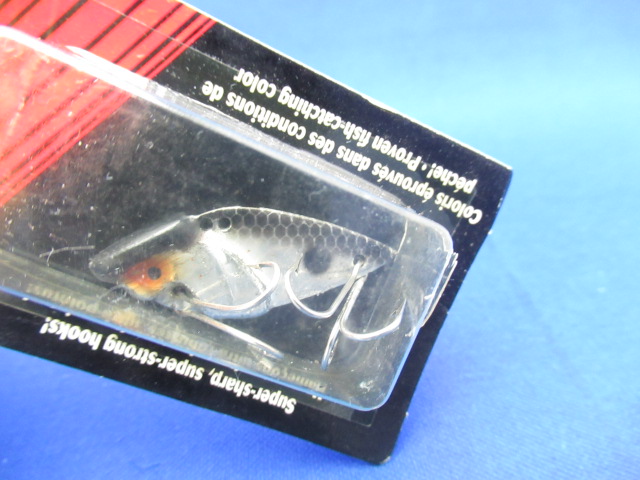 Super-sharp, super-strong hooks!
Coloris éprouvés dans des conditions de
pêche! • Proven fish-catching color